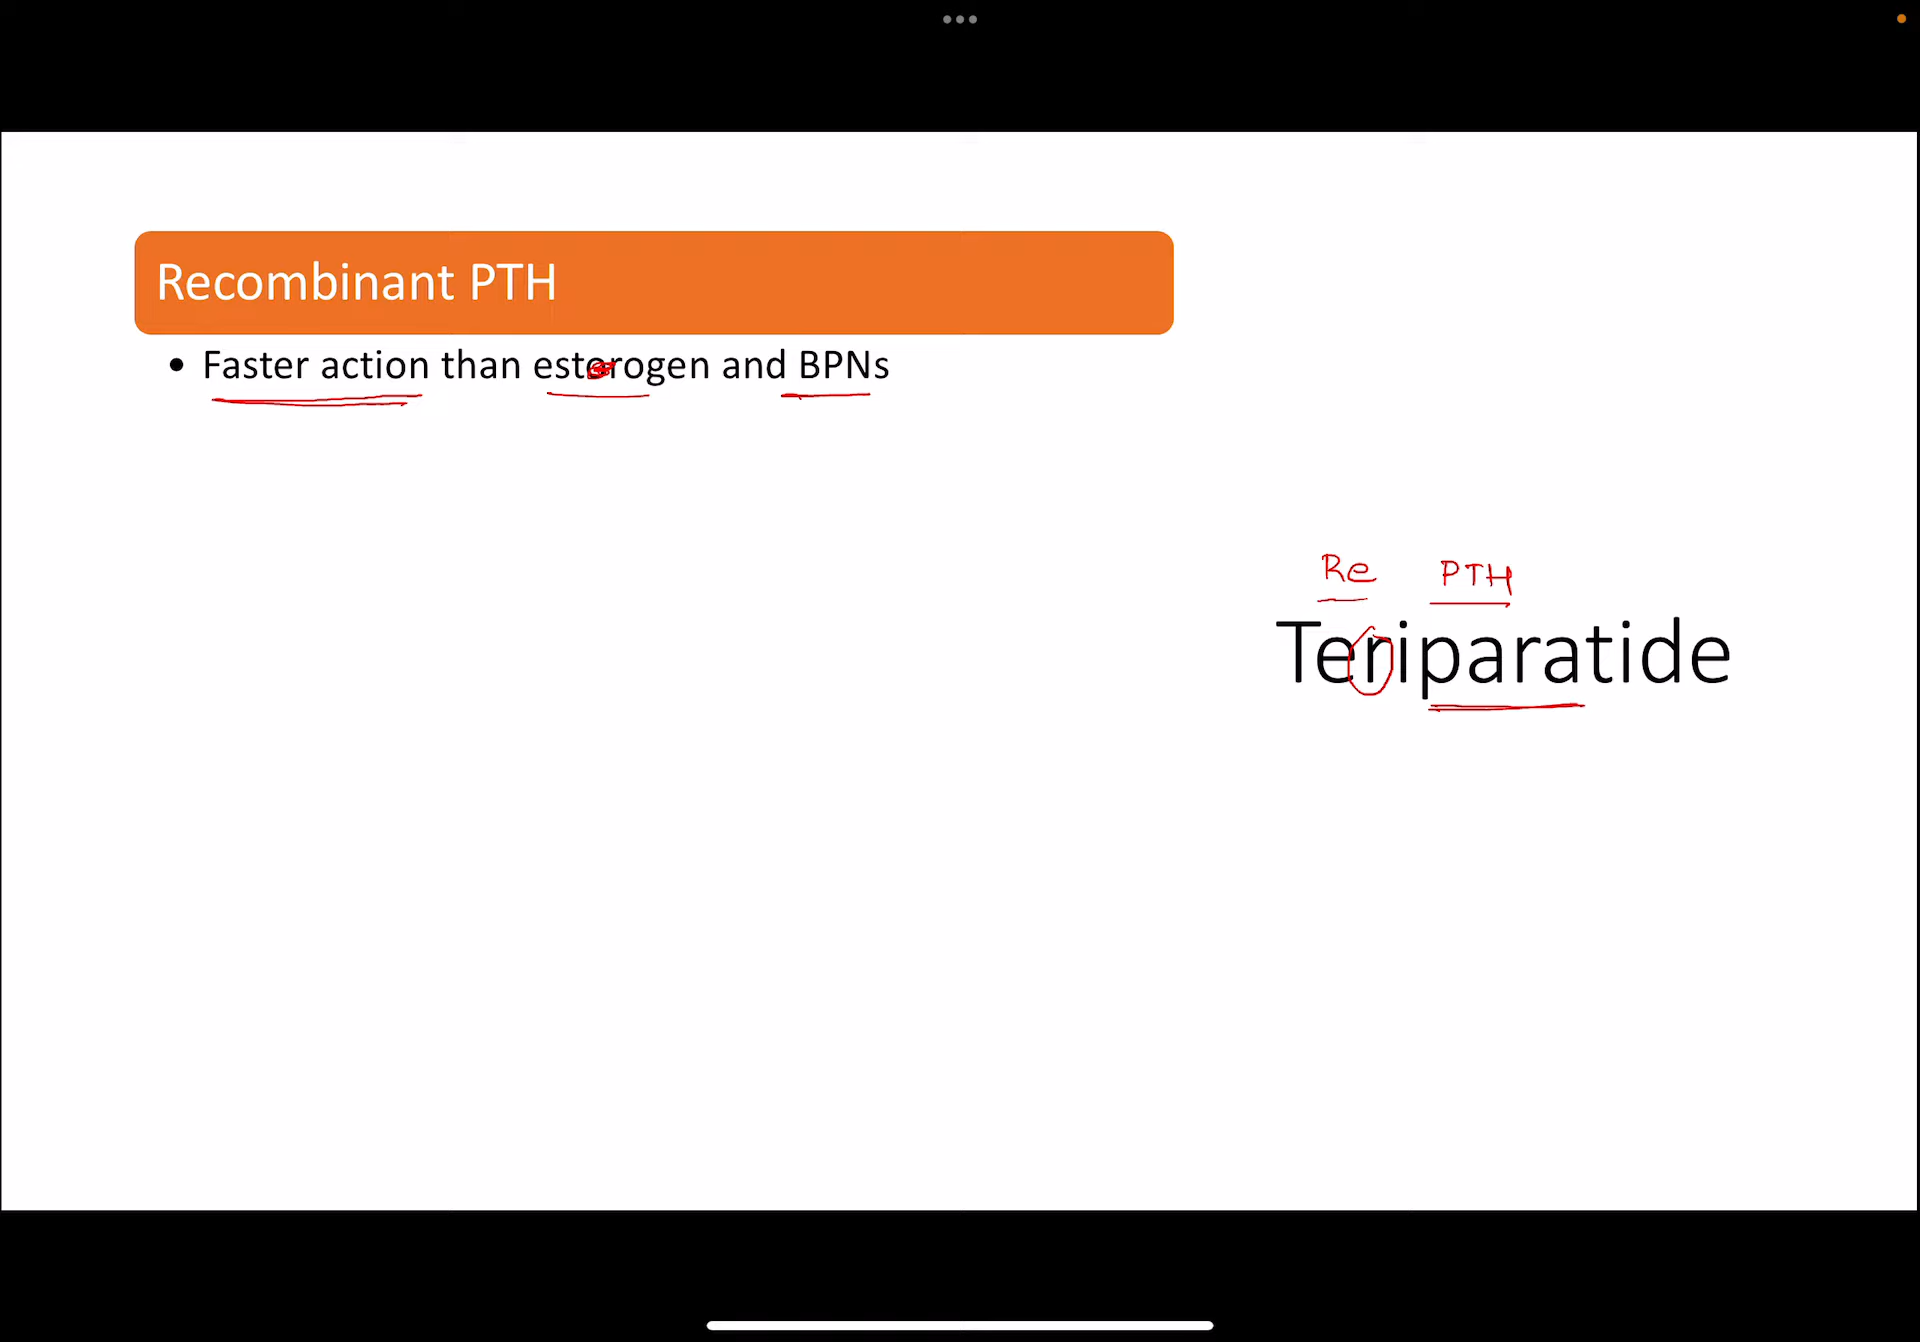 Recombinant PTH
• Faster action than esterogen and BPNs
Re PTH
Teriparatide